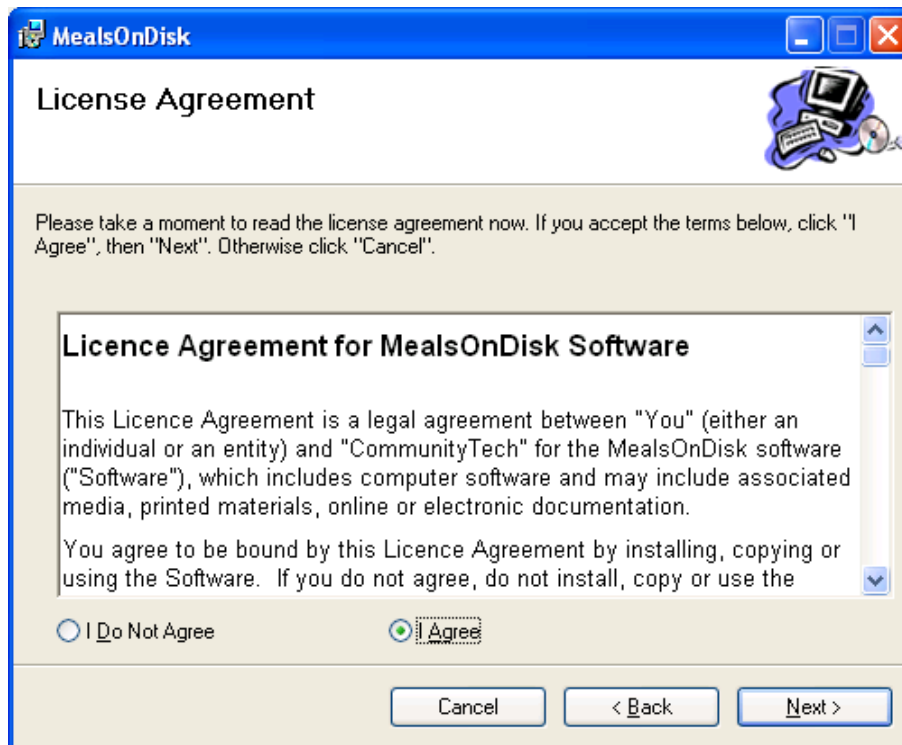 MealsOnDisk
License Agreement
Please take a moment to read the license agreement now. If you accept the terms below, click "I
Agree", then "Next". Otherwise click "Cancel".
Licence Agreement for MealsOnDisk Software
This Licence Agreement is a legal agreement between "You" (either an
individual or an entity) and "CommunityTech" for the MealsOnDisk software
("Software"), which includes computer software and may include associated
media, printed materials, online or electronic documentation.
You agree to be bound by this Licence Agreement by installing, copying or
using the Software.  If you do not agree, do not install, copy or use the
I Do Not Agree
I Agree
Cancel
< Back
Next >